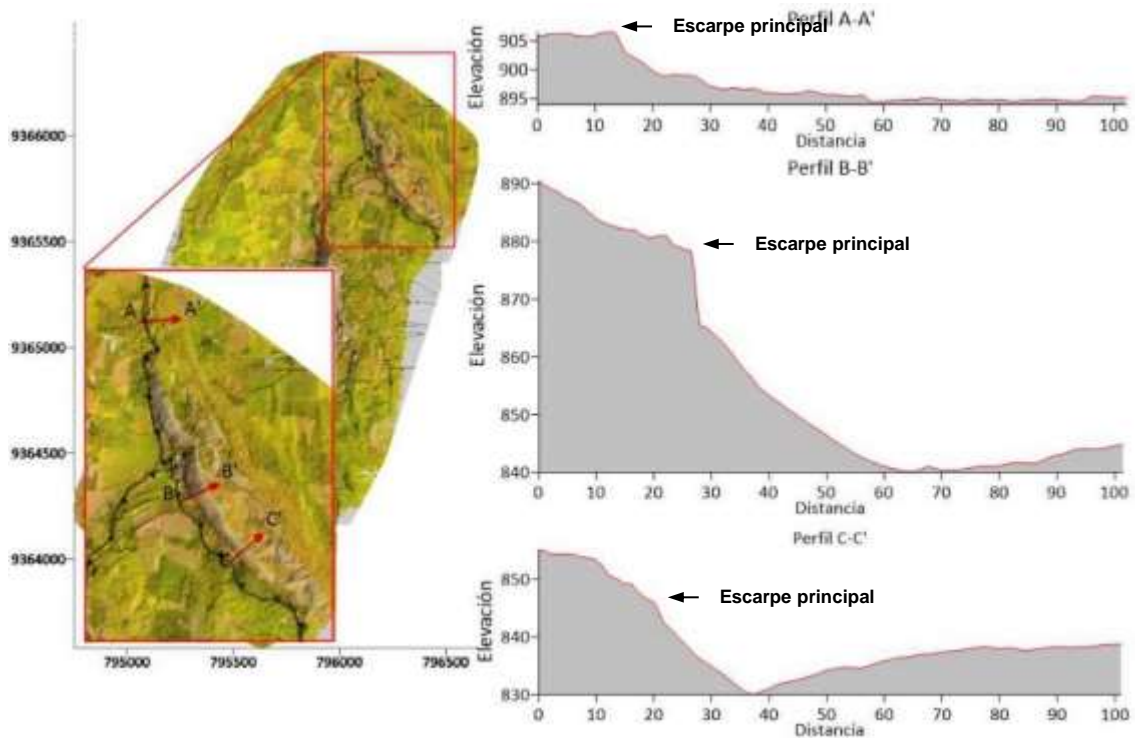 Perfil A-A'
Escarpe principal
Elevación
905
900
895
0 10 20 30 40 50 60 70 80 90 100
Distancia
Perfil B-B'
Escarpe principal
Elevación
890
880
870
860
850
840
0 10 20 30 40 50 60 70 80 90 100
Distancia
Perfil C-C'
Escarpe principal
Elevación
850
840
830
0 10 20 30 40 50 60 70 80 90 100
Distancia
9366000
9365500
9365000
9364500
9364000
795000 795500 796000 796500
A A'
B B'
C'